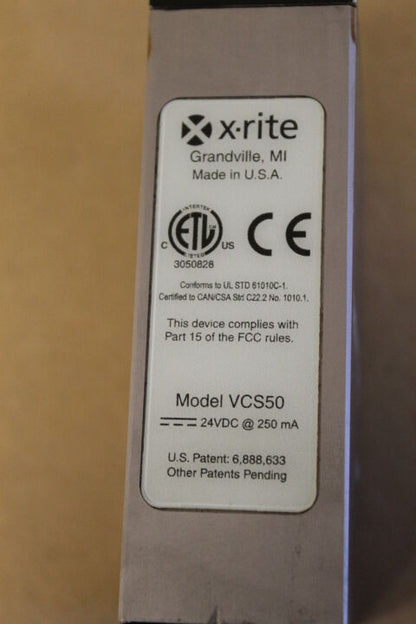 x·rite
Grandville, MI
Made in U.S.A.
INTERTEK
ETL
C US
LISTED
CE
3050828
Conforms to UL STD 61010C-1.
Certified to CAN/CSA Std C22.2 No. 1010.1.
This device complies with
Part 15 of the FCC rules.
Model VCS50
24VDC @ 250 mA
U.S. Patent: 6,888,633
Other Patents Pending